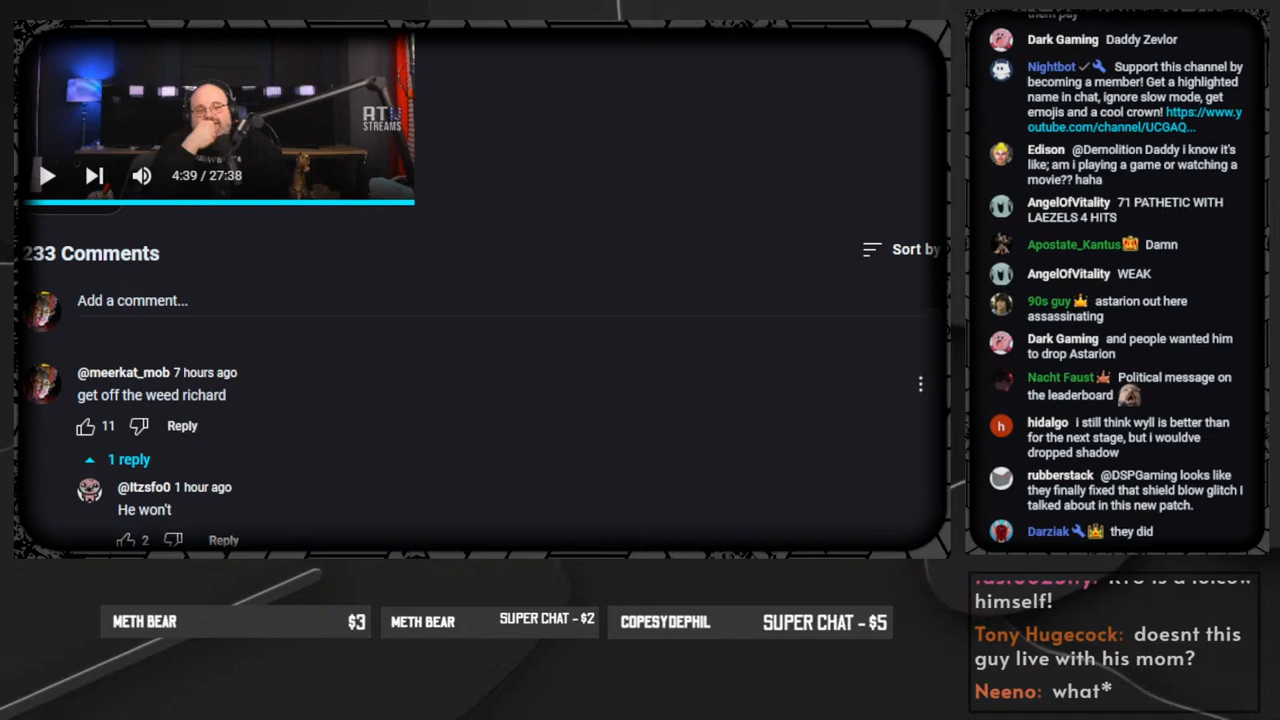 RTU
STREAMS
4:39 / 27:38
233 Comments
Sort by
Add a comment...
@meerkat_mob 7 hours ago
get off the weed richard
11
Reply
1 reply
@Itzsfo0 1 hour ago
He won't
2
Reply
METH BEAR
$3
METH BEAR
SUPER CHAT - $2
COPESYDEPHIL
SUPER CHAT - $5
them pay
Dark Gaming Daddy Zevlor
Nightbot Support this channel by
becoming a member! Get a highlighted
name in chat, ignore slow mode, get
emojis and a cool crown! https://www.y
outube.com/channel/UCGAQ...
Edison @Demolition Daddy i know it's
like; am i playing a game or watching a
movie?? haha
AngelOfVitality 71 PATHETIC WITH
LAEZELS 4 HITS
Apostate_Kantus Damn
AngelOfVitality WEAK
90s guy astarion out here
assassinating
Dark Gaming and people wanted him
to drop Astarion
Nacht Faust Political message on
the leaderboard
h
hidalgo i still think wyll is better than
for the next stage, but i wouldve
dropped shadow
rubberstack @DSPGaming looks like
they finally fixed that shield blow glitch I
talked about in this new patch.
Darziak they did
RTU is a lolcow
himself!
Tony Hugecock: doesnt this
guy live with his mom?
Neeno: what*